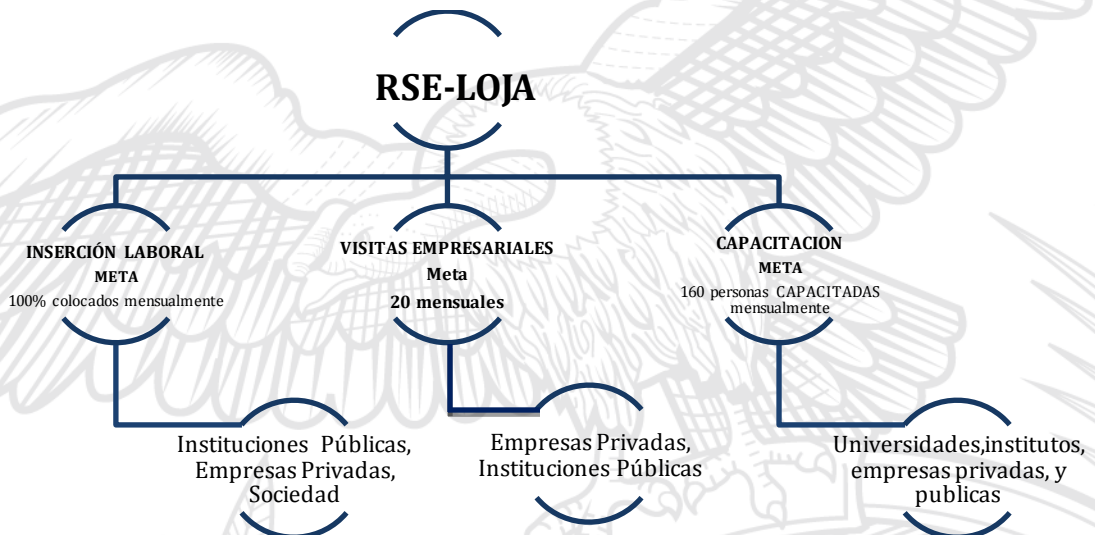 RSE-LOJA
INSERCIÓN LABORAL
META
100% colocados mensualmente
VISITAS EMPRESARIALES
Meta
20 mensuales
CAPACITACION
META
160 personas CAPACITADAS
mensualmente
Instituciones Públicas,
Empresas Privadas,
Sociedad
Empresas Privadas,
Instituciones Públicas
Universidades,institutos,
empresas privadas, y
publicas